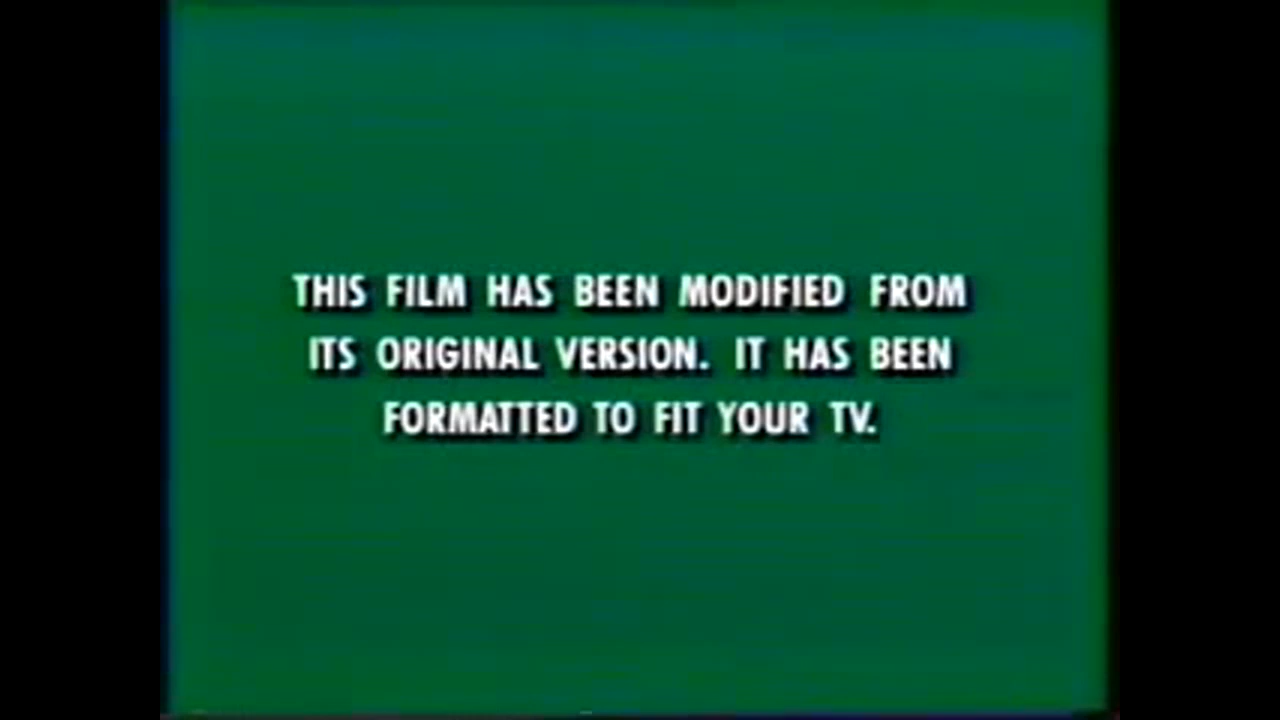 THIS FILM HAS BEEN MODIFIED FROM
ITS ORIGINAL VERSION. IT HAS BEEN
FORMATTED TO FIT YOUR TV.